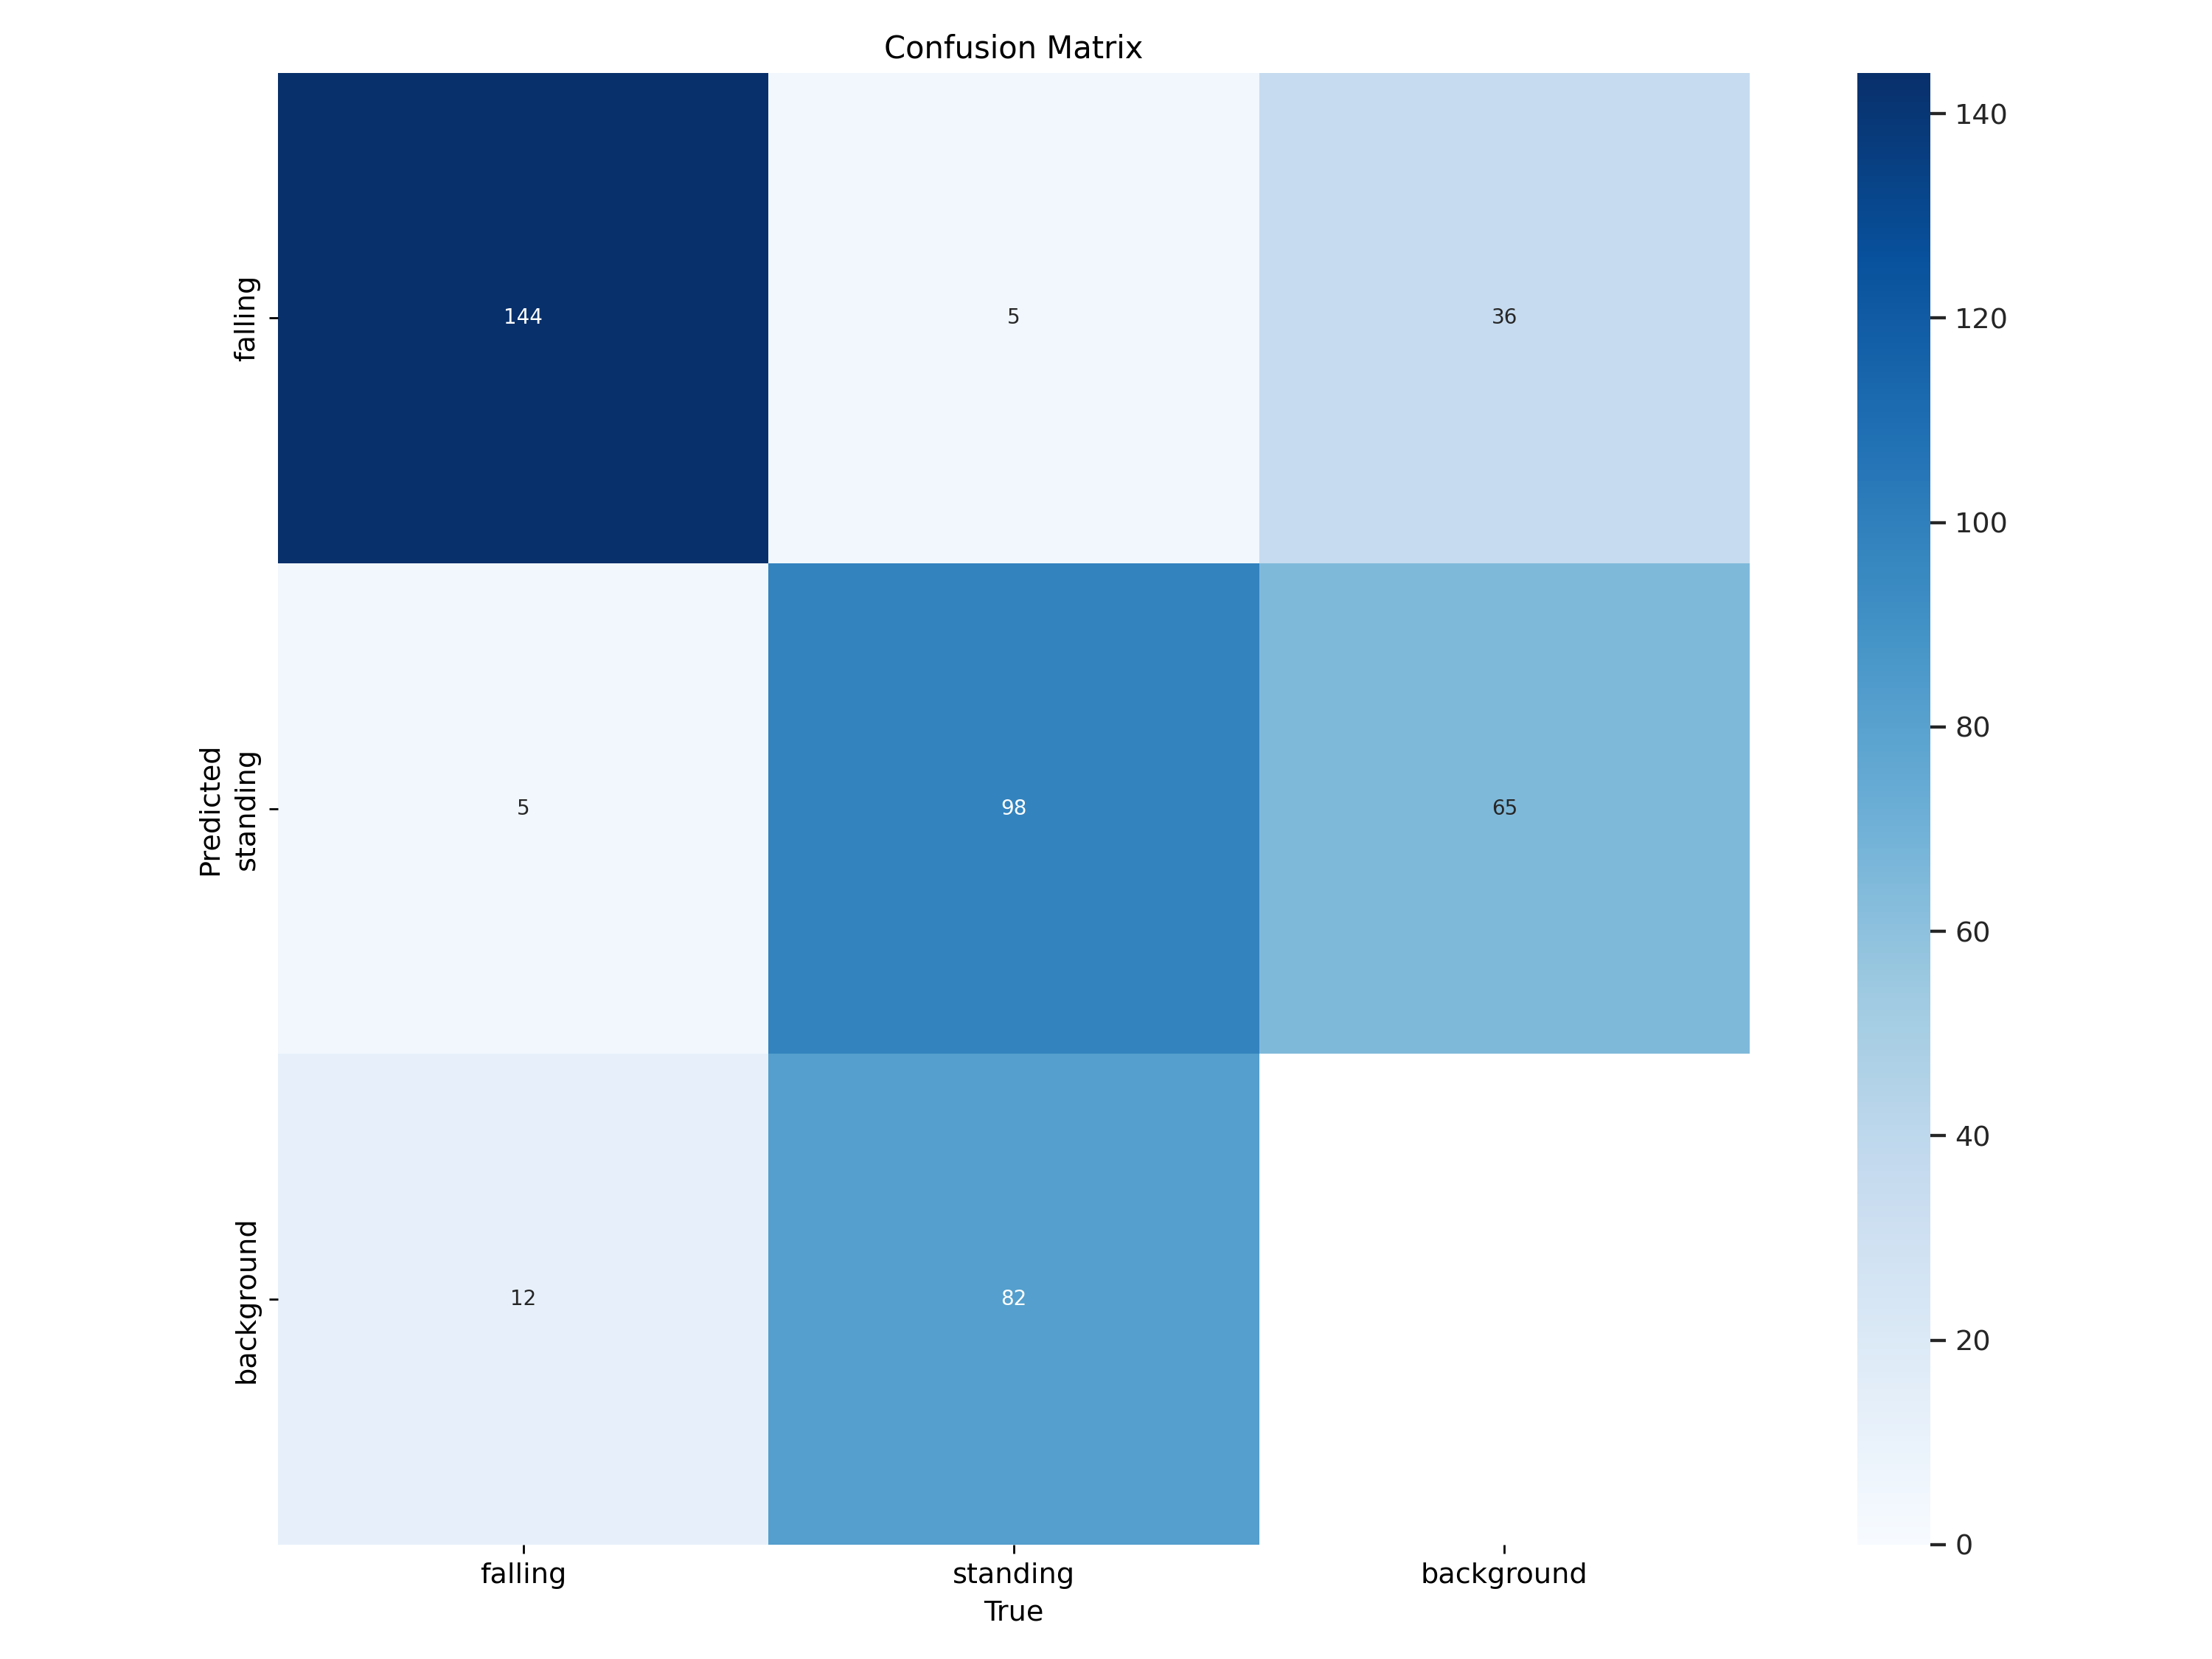 Confusion Matrix
falling
144
5
36
140
120
100
80
60
40
20
0
Predicted
standing
5
98
65
background
12
82
falling
standing
background
True